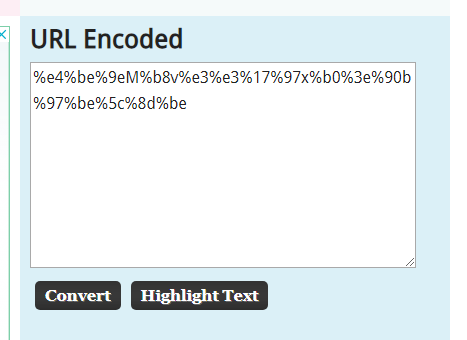 URL Encoded
%e4%be%9eM%b8v%e3%e3%17%97x%b0%3e%90b
%97%be%5c%8d%be
Convert Highlight Text